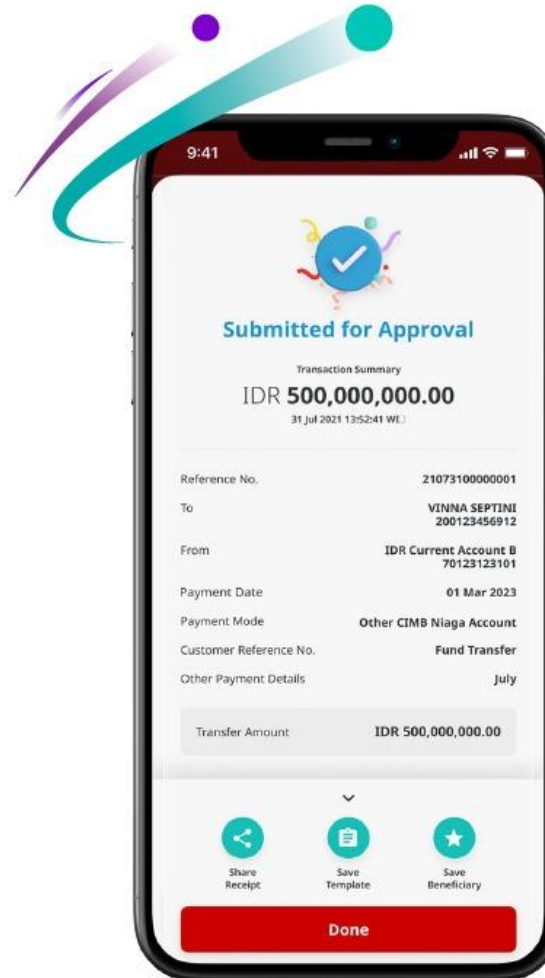 9:41
Submitted for Approval
Transaction Summary
IDR 500,000,000.00
31 Jul 2021 13:52:41
Reference No. 21073100000001
To VINNA SEPTINI
200123456912
From IDR Current Account B
70123123101
Payment Date 01 Mar 2023
Payment Mode Other CIMB Niaga Account
Customer Reference No. Fund Transfer
Other Payment Details July
Transfer Amount IDR 500,000,000.00
Share
Receipt
Save
Template
Save
Beneficiary
Done